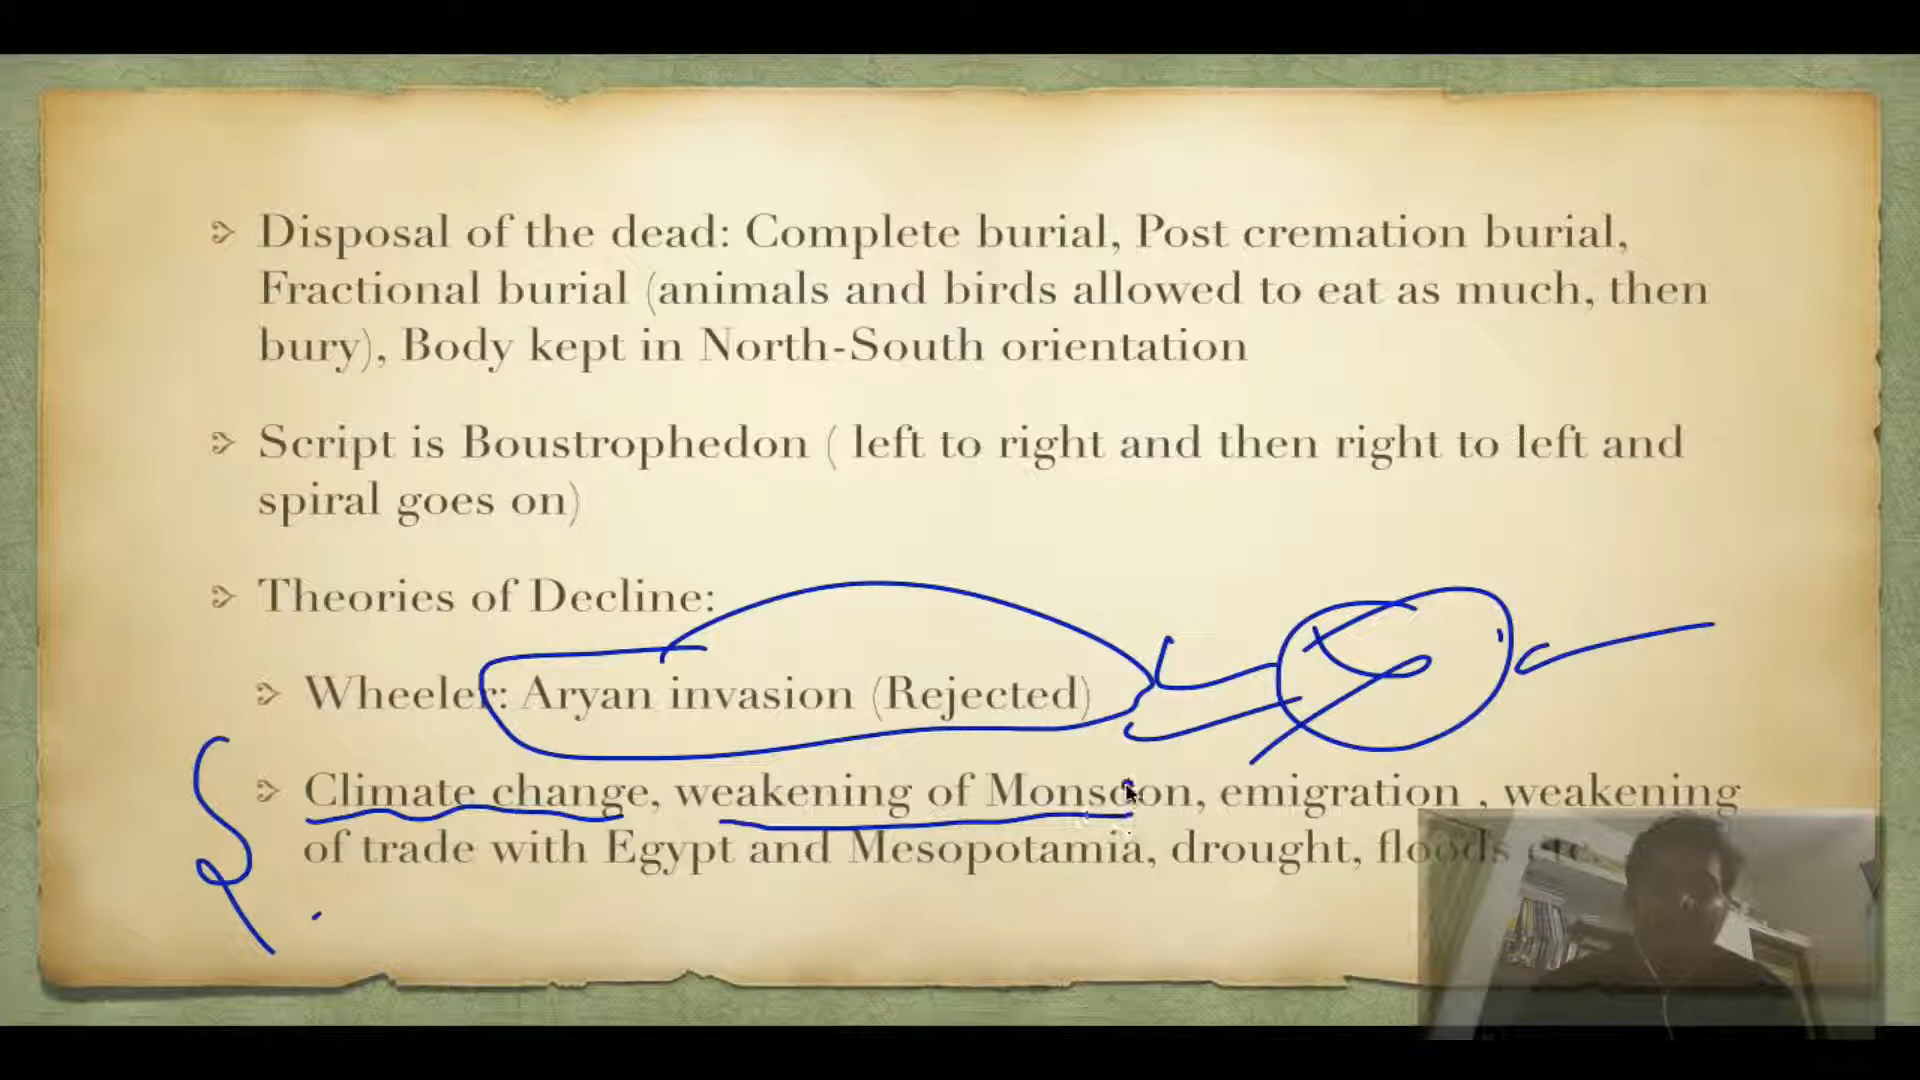 Disposal of the dead: Complete burial, Post cremation burial,
Fractional burial (animals and birds allowed to eat as much, then
bury), Body kept in North-South orientation
Script is Boustrophedon ( left to right and then right to left and
spiral goes on)
Theories of Decline:
Wheeler: Aryan invasion (Rejected)
Climate change, weakening of Monsoon, emigration , weakening
of trade with Egypt and Mesopotamia, drought, floods etc.